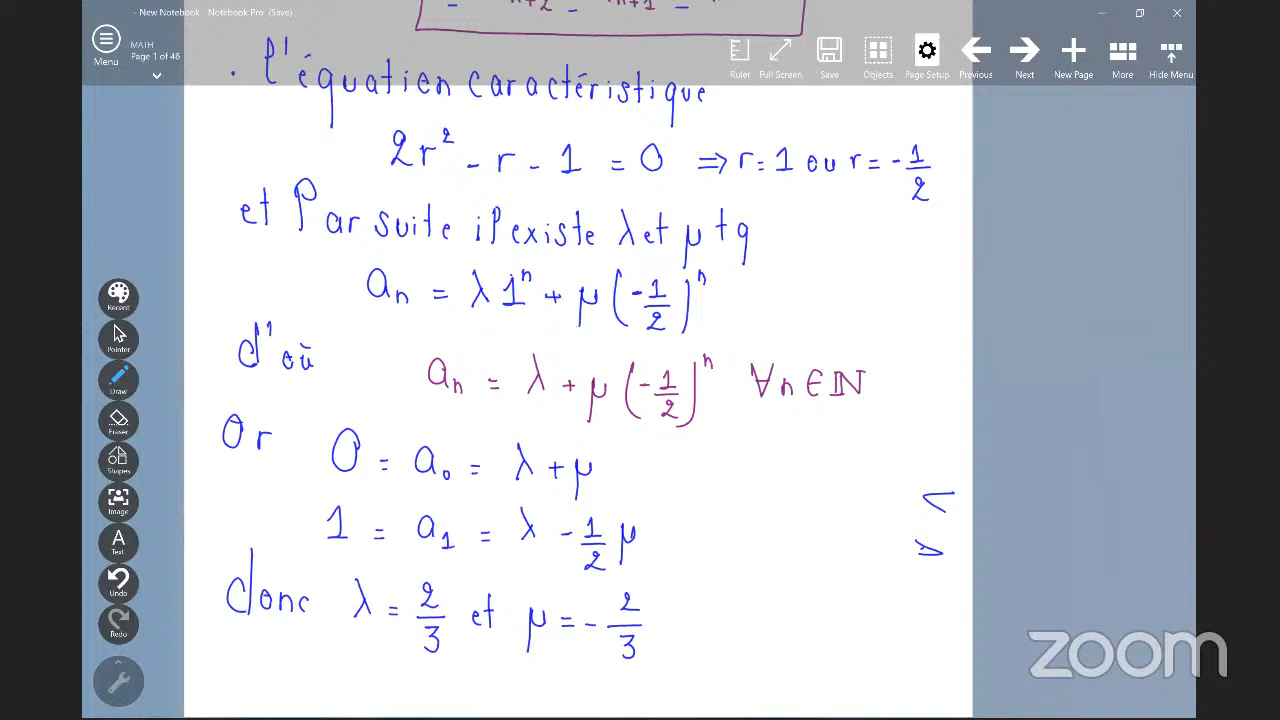 - New Notebook Notebook Pro (Save)
Menu
MATH
Page 1 of 46
Ruler Full Screen Save Objects Page Setup Previous Next New Page More Hide Menu
. l'équation caractéristique
2r² - r - 1 = 0 ⇒ r = 1 ou r = -1/2
et Par suite il existe λ et μ tq
aₙ = λ 1ⁿ + μ (-1/2)ⁿ
d'où
aₙ = λ + μ (-1/2)ⁿ ∀n∈ℕ
Or 0 = a₀ = λ + μ
1 = a₁ = λ - 1/2 μ
donc λ = 2/3 et μ = - 2/3
Recent
Pointer
Draw
Eraser
Shapes
Image
Text
Undo
Redo
zoom